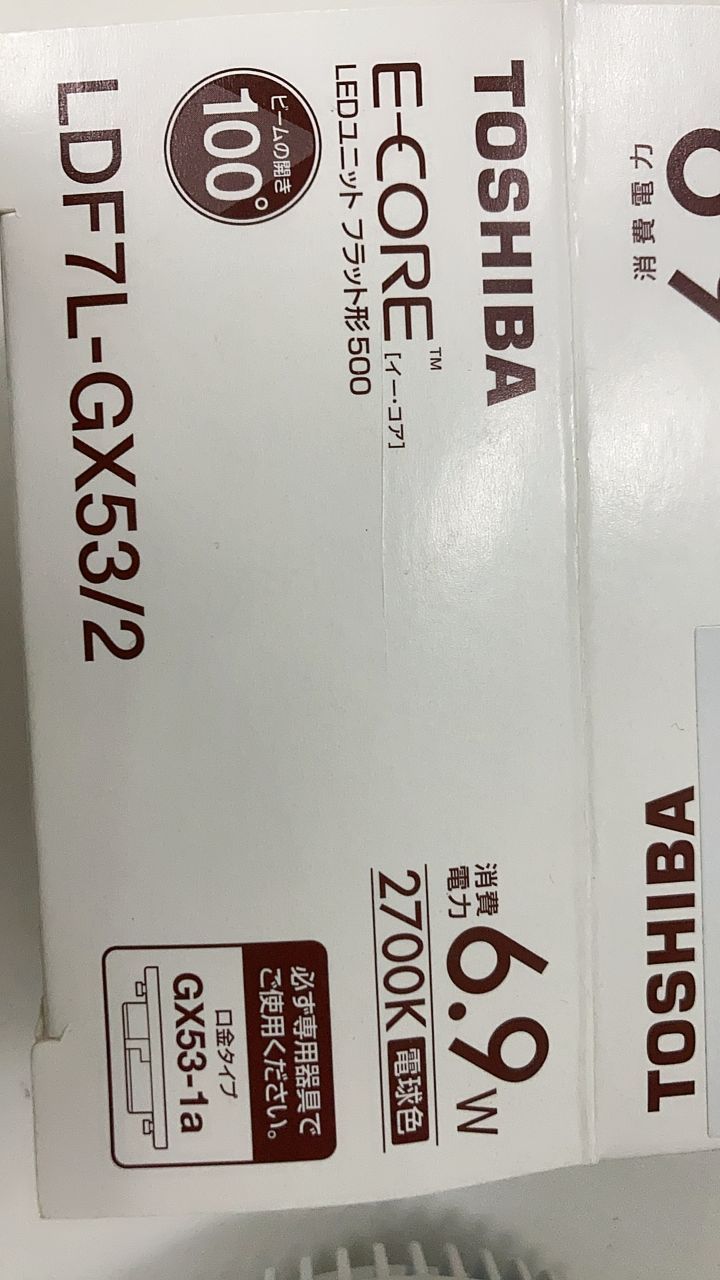 TOSHIBA
E-CORE™ [イー・コア]
LEDユニット フラット形500
ビームの開き
100°
LDF7L-GX53/2
消費電力
6.9W
2700K 電球色
必ず専用器具で
ご使用ください。
口金タイプ
GX53-1a
消費電力
TOSHIBA